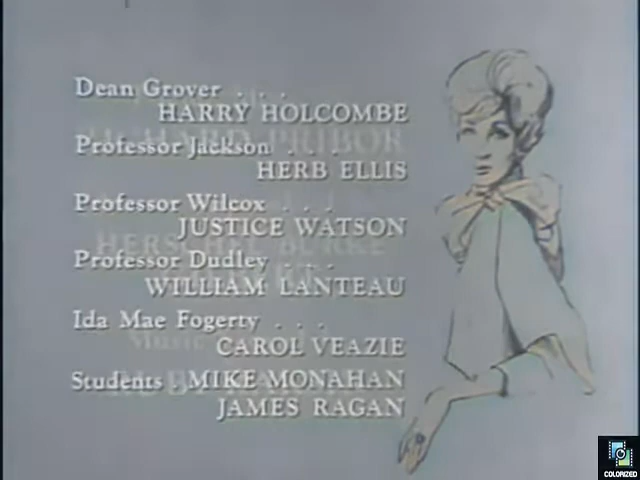 Dean Grover . . .
HARRY HOLCOMBE
Professor Jackson . . .
HERB ELLIS
Professor Wilcox . . .
JUSTICE WATSON
Professor Dudley . . .
WILLIAM LANTEAU
Ida Mae Fogerty . . .
CAROL VEAZIE
Students . MIKE MONAHAN
JAMES RAGAN
COLORIZED